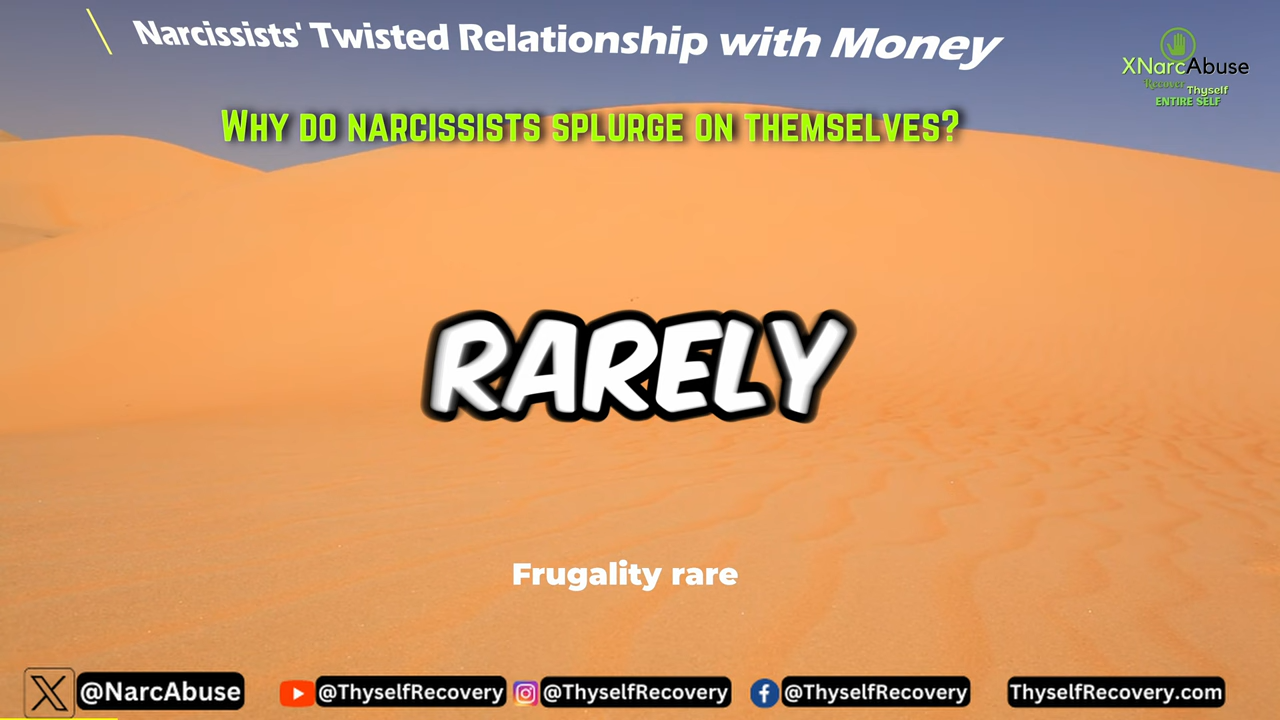 Narcissists' Twisted Relationship with Money
XNarcAbuse
Recover Thyself
ENTIRE SELF
WHY DO NARCISSISTS SPLURGE ON THEMSELVES?
RARELY
Frugality rare
@NarcAbuse
@ThyselfRecovery
@ThyselfRecovery
@ThyselfRecovery
ThyselfRecovery.com